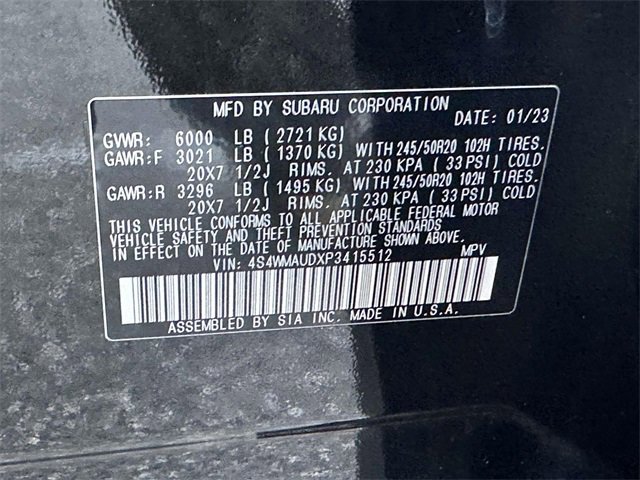 MFD BY SUBARU CORPORATION DATE: 01/23
GVWR: 6000 LB ( 2721 KG)
GAWR:F 3021 LB ( 1370 KG) WITH 245/50R20 102H TIRES.
20X7 1/2J RIMS. AT 230 KPA ( 33 PSI) COLD
GAWR:R 3296 LB ( 1495 KG) WITH 245/50R20 102H TIRES.
20X7 1/2J RIMS. AT 230 KPA ( 33 PSI) COLD
THIS VEHICLE CONFORMS TO ALL APPLICABLE FEDERAL MOTOR
VEHICLE SAFETY AND THEFT PREVENTION STANDARDS
IN EFFECT ON THE DATE OF MANUFACTURE SHOWN ABOVE.
VIN: 4S4WMAUDXP3415512 MPV
ASSEMBLED BY SIA INC. MADE IN U.S.A.